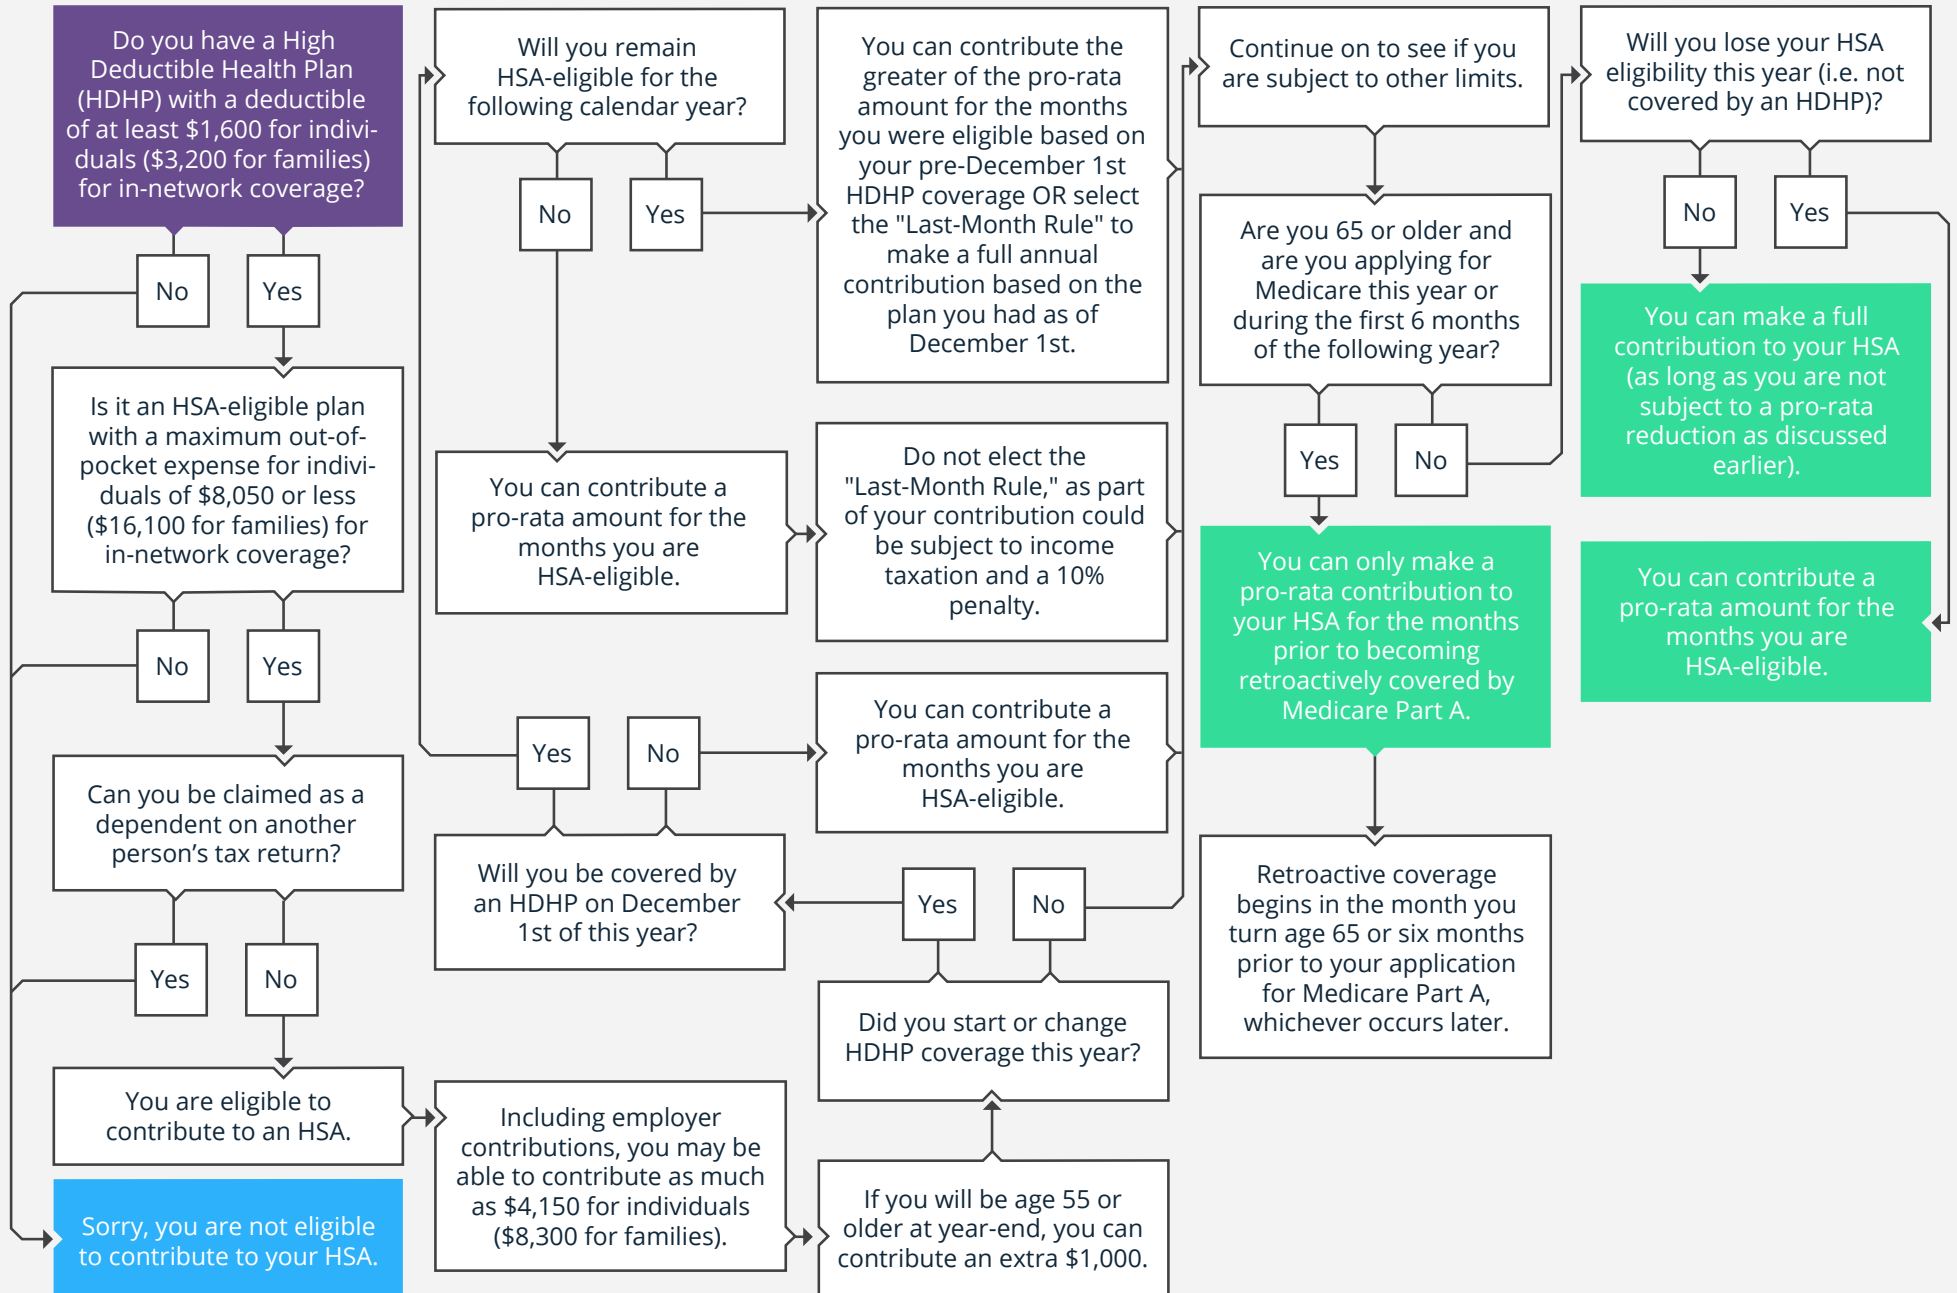 Do you have a High
Deductible Health Plan
(HDHP) with a deductible
of at least $1,600 for indivi-
duals ($3,200 for families)
for in-network coverage?
No
Yes
Is it an HSA-eligible plan
with a maximum out-of-
pocket expense for indivi-
duals of $8,050 or less
($16,100 for families) for
in-network coverage?
No
Yes
Can you be claimed as a
dependent on another
person’s tax return?
Yes
No
You are eligible to
contribute to an HSA.
Sorry, you are not eligible
to contribute to your HSA.
Including employer
contributions, you may be
able to contribute as much
as $4,150 for individuals
($8,300 for families).
If you will be age 55 or
older at year-end, you can
contribute an extra $1,000.
Did you start or change
HDHP coverage this year?
Yes
No
Will you be covered by
an HDHP on December
1st of this year?
Yes
No
You can contribute a
pro-rata amount for the
months you are
HSA-eligible.
Will you remain
HSA-eligible for the
following calendar year?
No
Yes
You can contribute a
pro-rata amount for the
months you are
HSA-eligible.
Do not elect the
"Last-Month Rule," as part
of your contribution could
be subject to income
taxation and a 10%
penalty.
You can contribute the
greater of the pro-rata
amount for the months
you were eligible based on
your pre-December 1st
HDHP coverage OR select
the "Last-Month Rule" to
make a full annual
contribution based on the
plan you had as of
December 1st.
Continue on to see if you
are subject to other limits.
Are you 65 or older and
are you applying for
Medicare this year or
during the first 6 months
of the following year?
Yes
No
You can only make a
pro-rata contribution to
your HSA for the months
prior to becoming
retroactively covered by
Medicare Part A.
Retroactive coverage
begins in the month you
turn age 65 or six months
prior to your application
for Medicare Part A,
whichever occurs later.
Will you lose your HSA
eligibility this year (i.e. not
covered by an HDHP)?
No
Yes
You can make a full
contribution to your HSA
(as long as you are not
subject to a pro-rata
reduction as discussed
earlier).
You can contribute a
pro-rata amount for the
months you are
HSA-eligible.